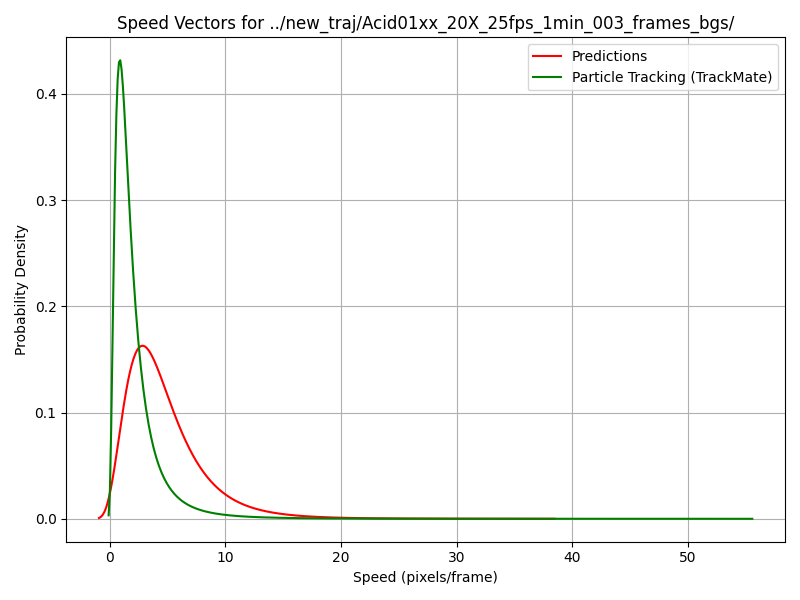 Speed Vectors for ../new_traj/Acid01xx_20X_25fps_1min_003_frames_bgs/
Predictions
Particle Tracking (TrackMate)
Probability Density
0.4
0.3
0.2
0.1
0.0
0 10 20 30 40 50
Speed (pixels/frame)